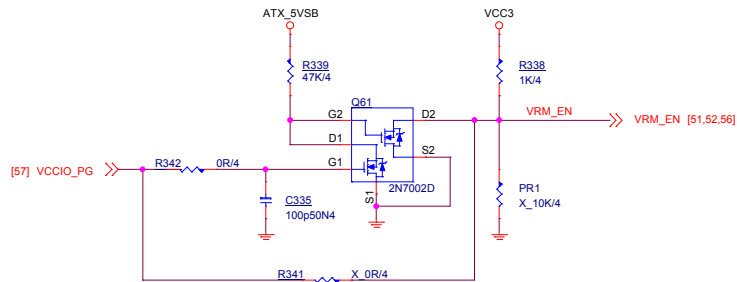 ATX_5VSB
VCC3
R339
47K/4
R338
1K/4
Q61
G2
D2
VRM_EN
VRM_EN [51,52,56]
D1
S2
[57] VCCIO_PG
R342
0R/4
G1
2N7002D
PR1
X_10K/4
C335
100p50N4
S1
R341
X_0R/4